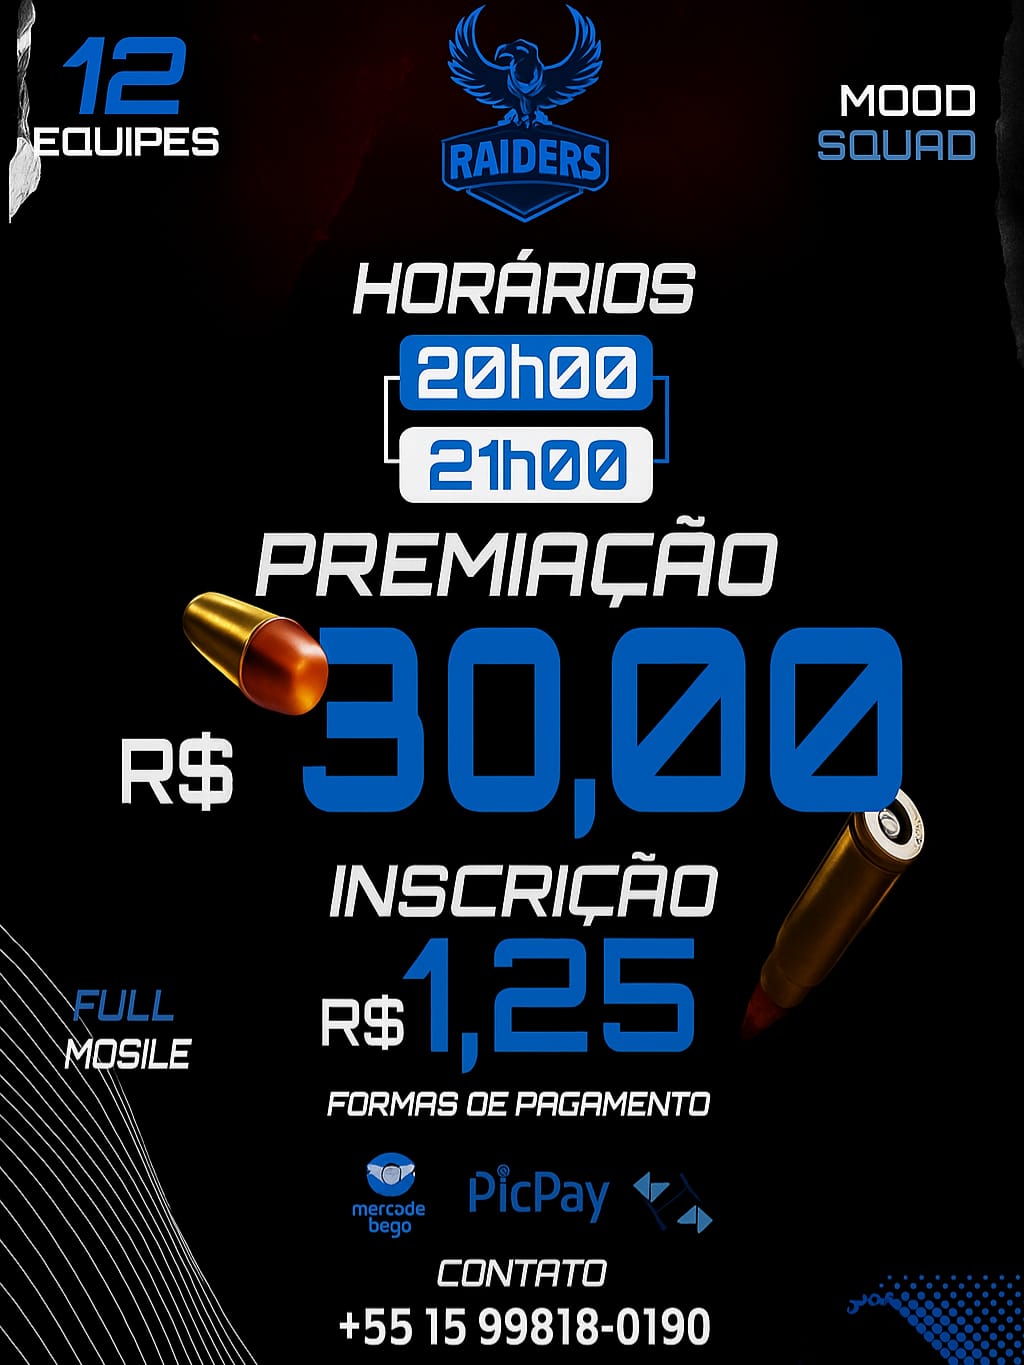 12
EQUIPES
RAIDERS
MOOD
SQUAD
HORÁRIOS
20h00
21h00
PREMIAÇÃO
R$ 30,00
INSCRIÇÃO
R$ 1,25
FULL
MOSILE
FORMAS OE PAGAMENTO
mercade
bego
PicPay
CONTATO
+55 15 99818-0190